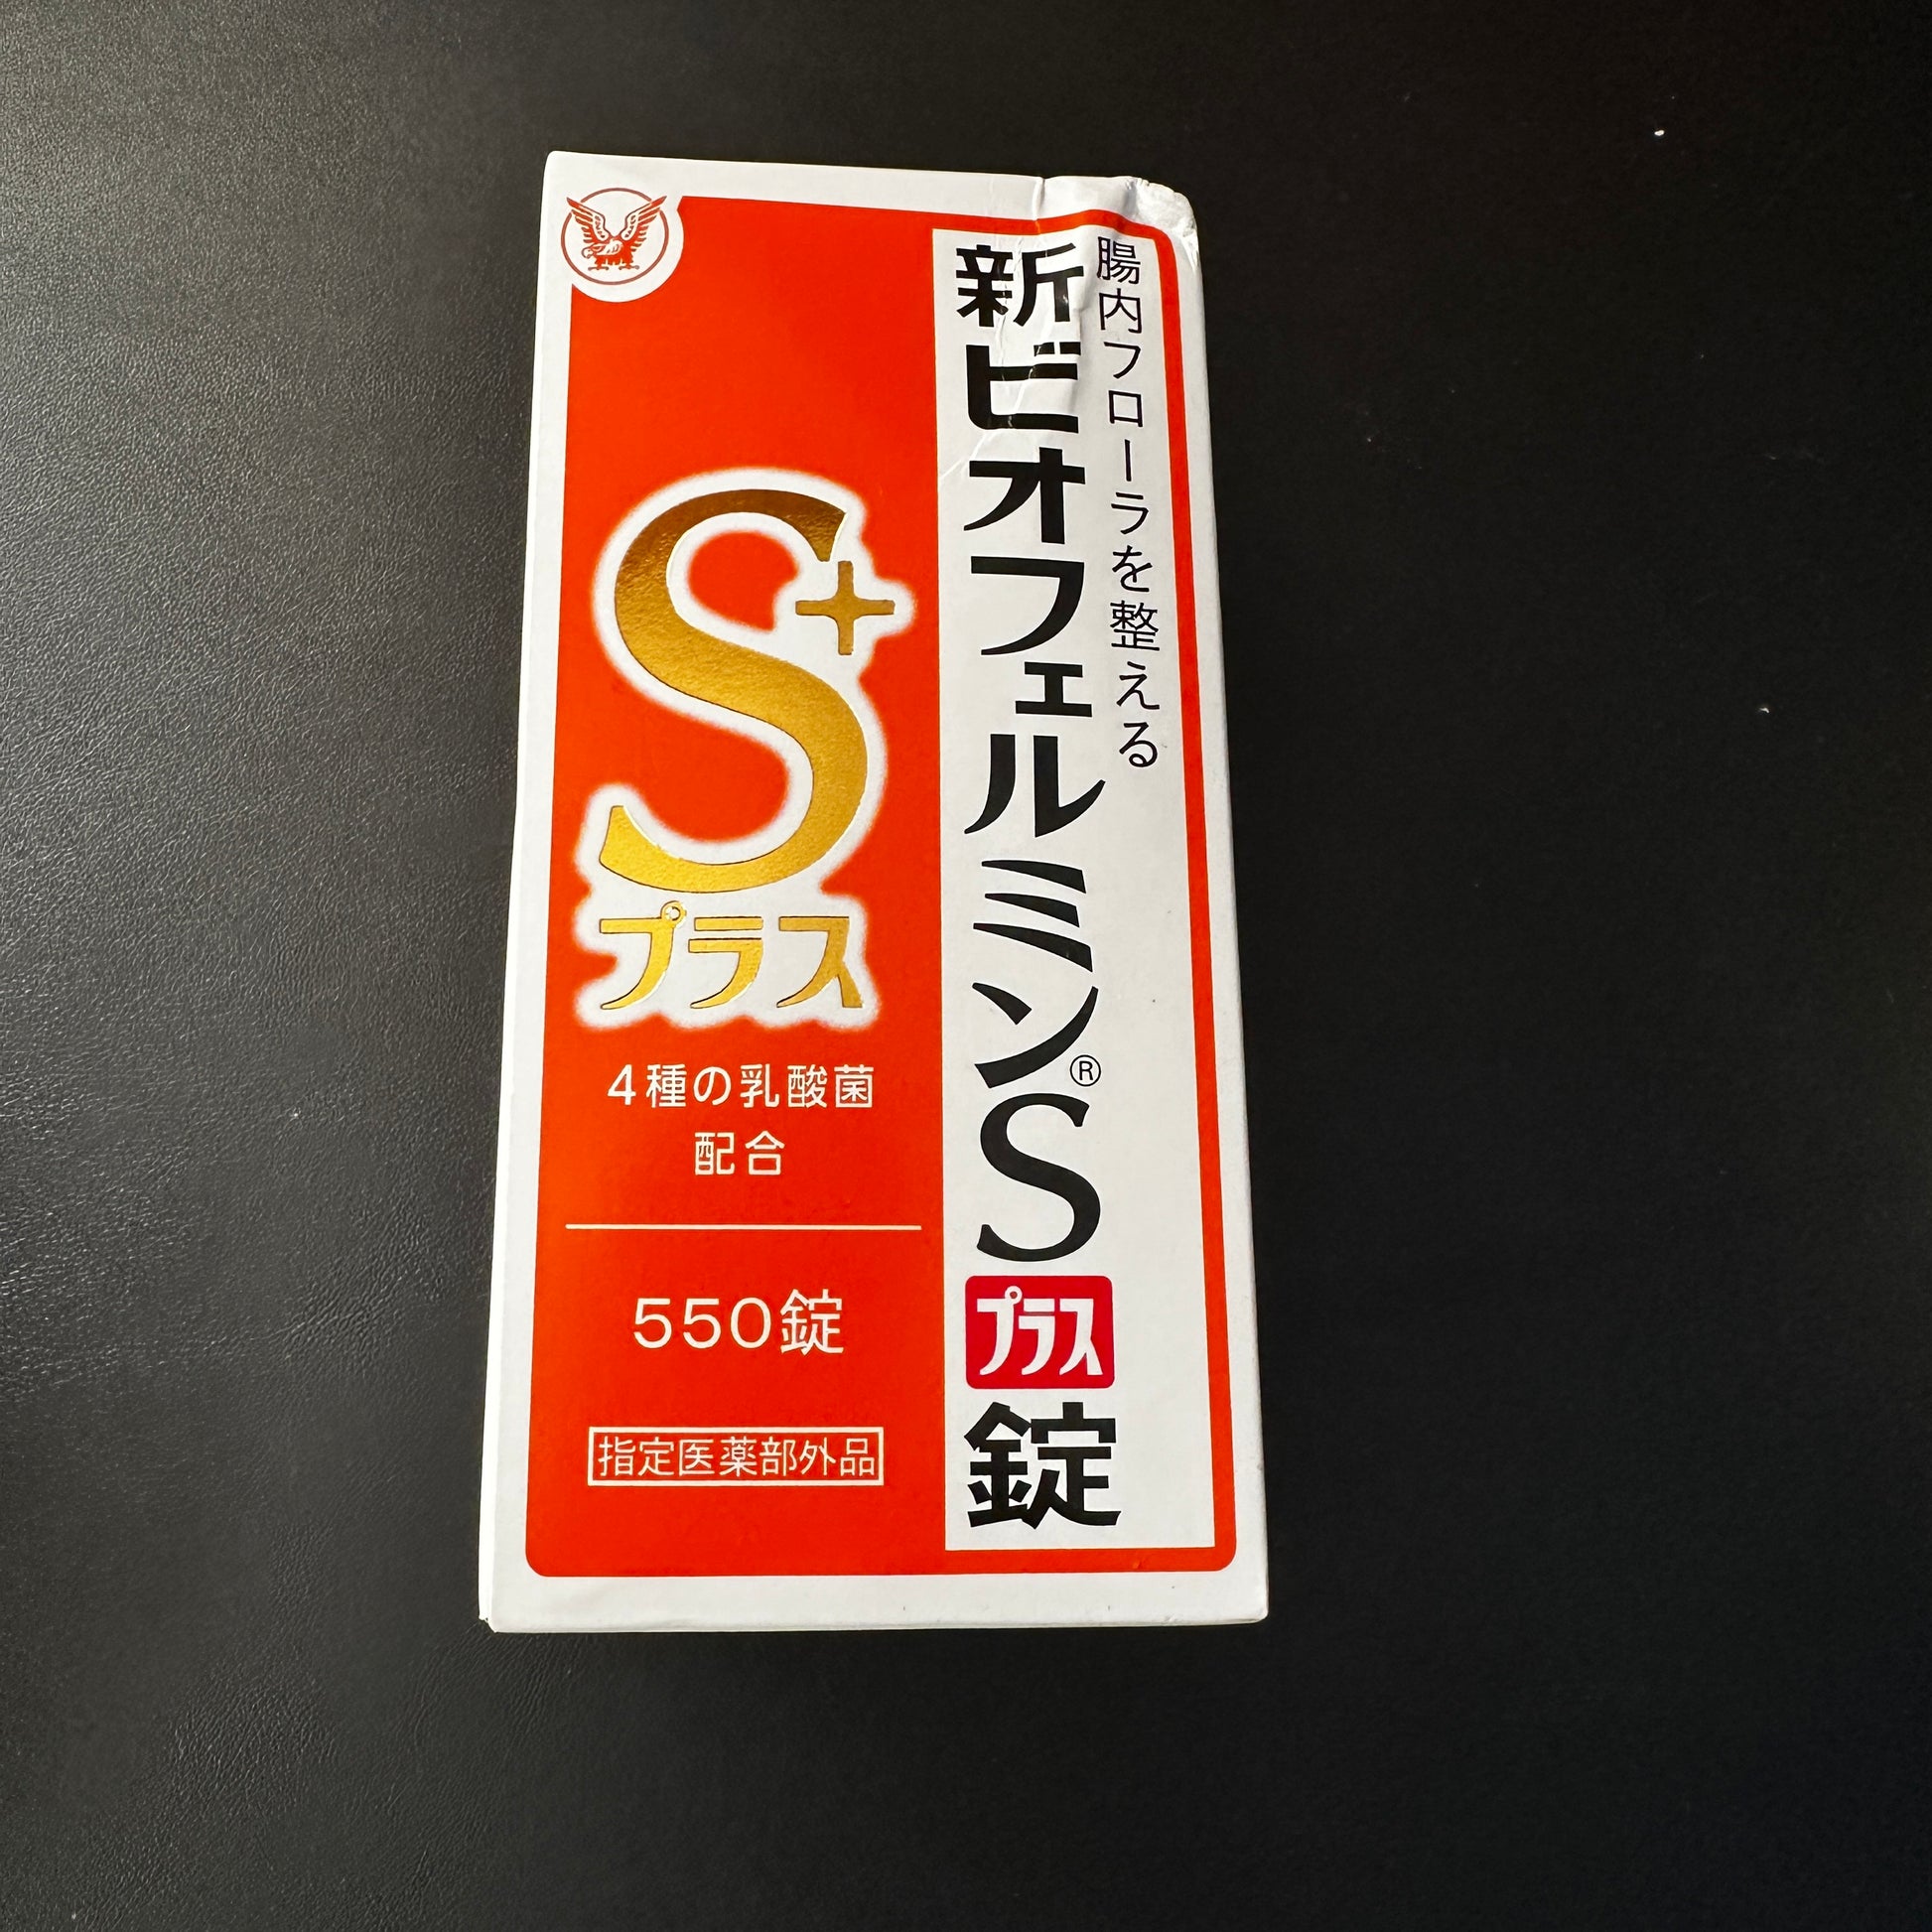 腸内フローラを整える
新ビオフェルミン®Sプラス錠
S+
プラス
4種の乳酸菌
配合
550錠
指定医薬部外品